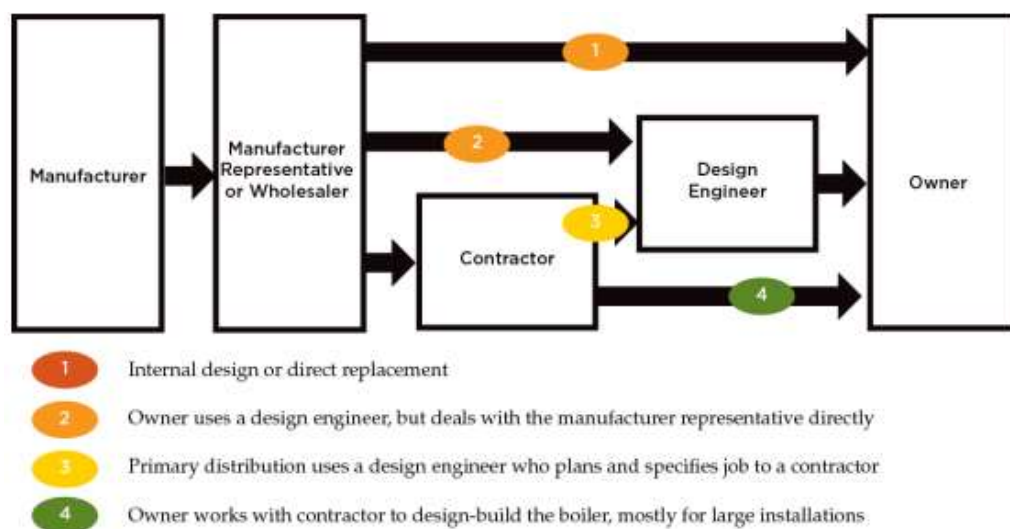 1
2
3
4
Manufacturer
Manufacturer
Representative
or Wholesaler
Contractor
Design
Engineer
Owner
1 Internal design or direct replacement
2 Owner uses a design engineer, but deals with the manufacturer representative directly
3 Primary distribution uses a design engineer who plans and specifies job to a contractor
4 Owner works with contractor to design-build the boiler, mostly for large installations